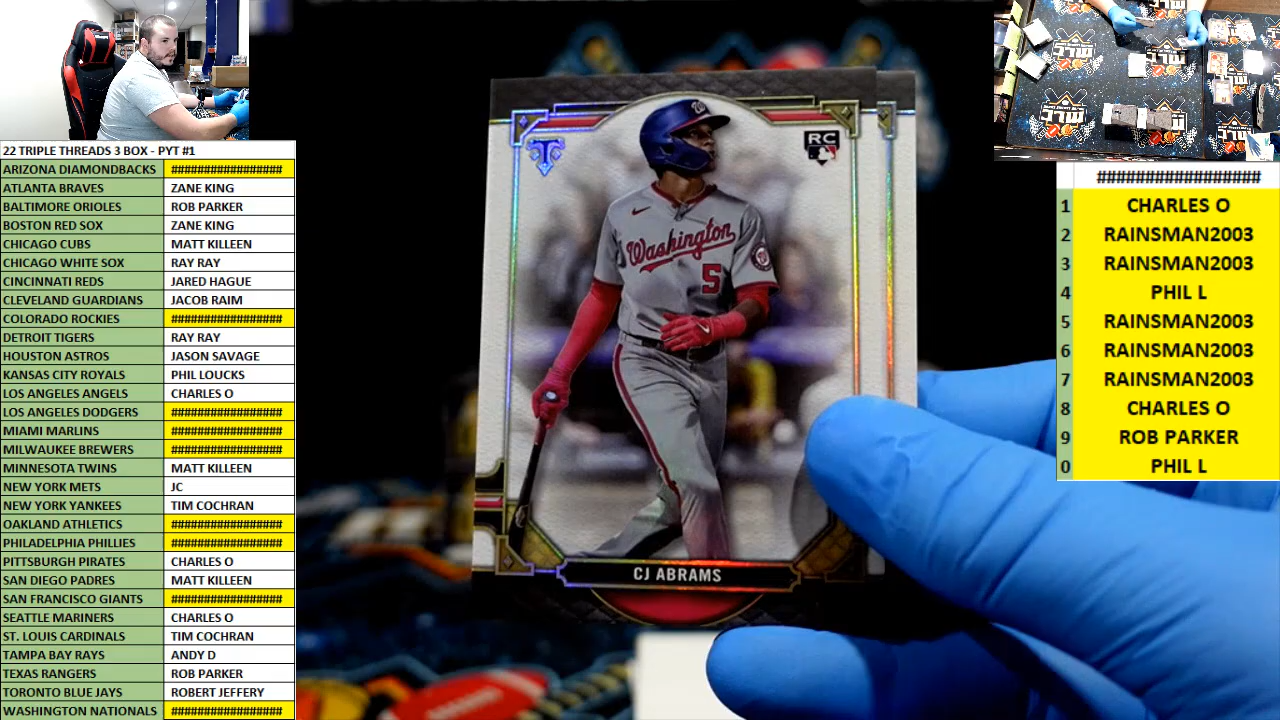 22 TRIPLE THREADS 3 BOX - PYT #1
ARIZONA DIAMONDBACKS #################
ATLANTA BRAVES ZANE KING
BALTIMORE ORIOLES ROB PARKER
BOSTON RED SOX ZANE KING
CHICAGO CUBS MATT KILLEEN
CHICAGO WHITE SOX RAY RAY
CINCINNATI REDS JARED HAGUE
CLEVELAND GUARDIANS JACOB RAIM
COLORADO ROCKIES #################
DETROIT TIGERS RAY RAY
HOUSTON ASTROS JASON SAVAGE
KANSAS CITY ROYALS PHIL LOUCKS
LOS ANGELES ANGELS CHARLES O
LOS ANGELES DODGERS #################
MIAMI MARLINS #################
MILWAUKEE BREWERS #################
MINNESOTA TWINS MATT KILLEEN
NEW YORK METS JC
NEW YORK YANKEES TIM COCHRAN
OAKLAND ATHLETICS #################
PHILADELPHIA PHILLIES #################
PITTSBURGH PIRATES CHARLES O
SAN DIEGO PADRES MATT KILLEEN
SAN FRANCISCO GIANTS #################
SEATTLE MARINERS CHARLES O
ST. LOUIS CARDINALS TIM COCHRAN
TAMPA BAY RAYS ANDY D
TEXAS RANGERS ROB PARKER
TORONTO BLUE JAYS ROBERT JEFFERY
WASHINGTON NATIONALS #################
RC
Washington
5
CJ ABRAMS
#################
1 CHARLES O
2 RAINSMAN2003
3 RAINSMAN2003
4 PHIL L
5 RAINSMAN2003
6 RAINSMAN2003
7 RAINSMAN2003
8 CHARLES O
9 ROB PARKER
0 PHIL L